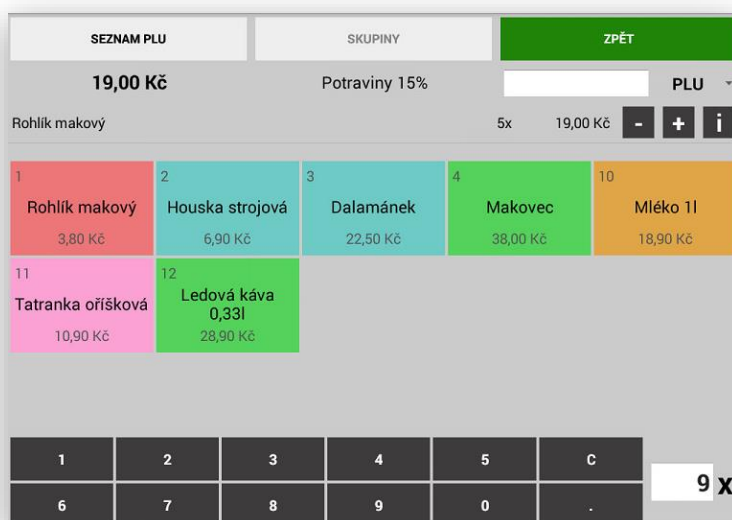 SEZNAM PLU SKUPINY ZPĚT
19,00 Kč Potraviny 15% PLU
Rohlík makový 5x 19,00 Kč - + i
1 2 3 4 10
Rohlík makový Houska strojová Dalamánek Makovec Mléko 1l
3,80 Kč 6,90 Kč 22,50 Kč 38,00 Kč 18,90 Kč
11 12
Tatranka oříšková Ledová káva
0,33l
10,90 Kč 28,90 Kč
1 2 3 4 5 C
9 x
6 7 8 9 0 .